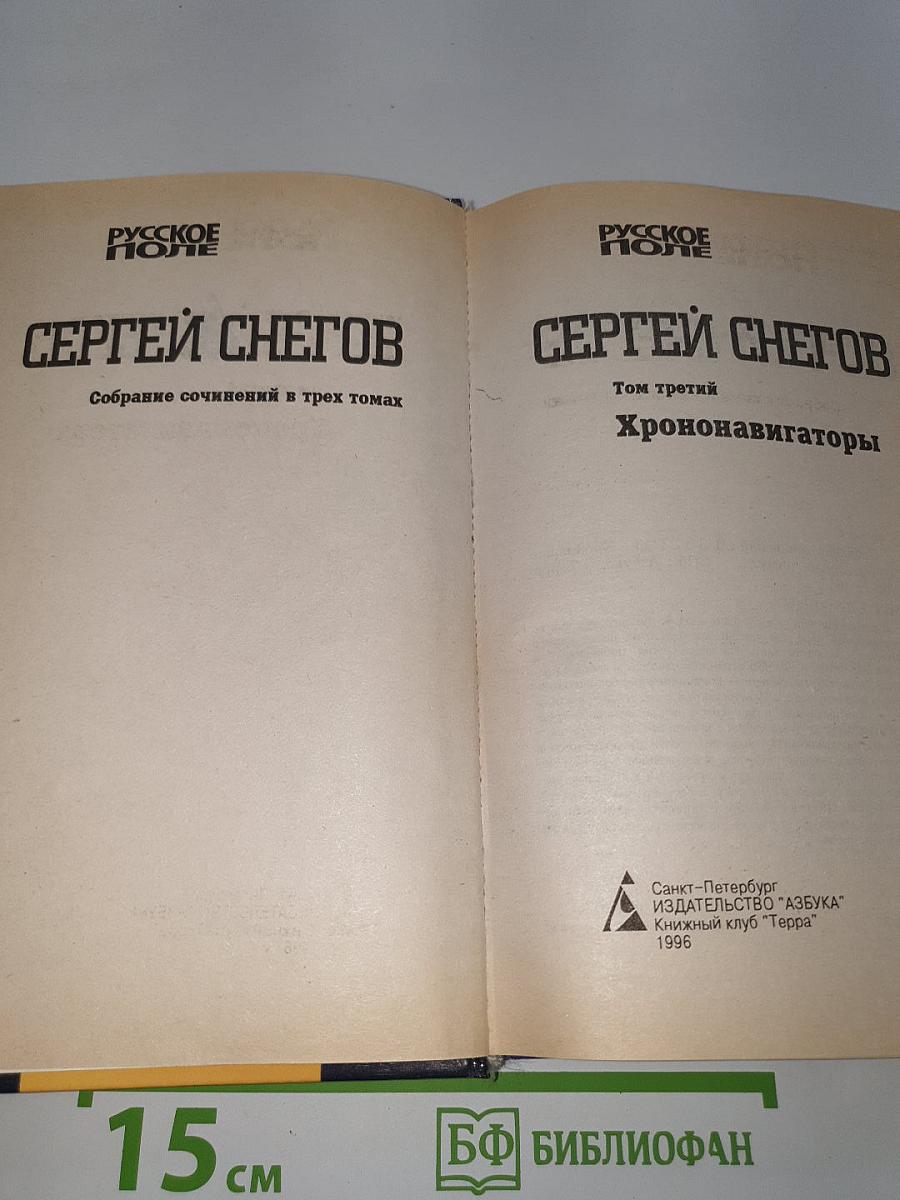 РУССКОЕ
ПОЛЕ
СЕРГЕЙ СНЕГОВ
Собрание сочинений в трех томах
РУССКОЕ
ПОЛЕ
СЕРГЕЙ СНЕГОВ
Том третий
Хрононавигаторы
Санкт-Петербург
ИЗДАТЕЛЬСТВО "АЗБУКА"
Книжный клуб "Терра"
1996
15 см
БФ БИБЛИОФАН